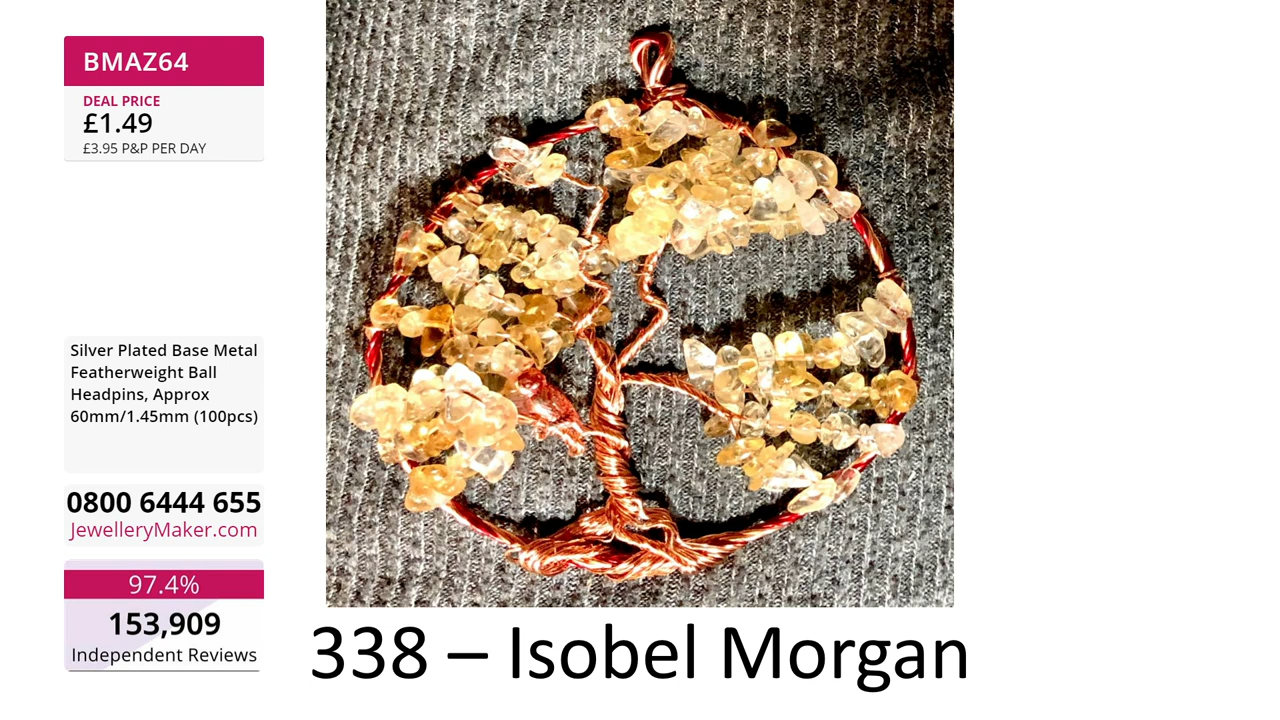 BMAZ64
DEAL PRICE
£1.49
£3.95 P&P PER DAY
Silver Plated Base Metal
Featherweight Ball
Headpins, Approx
60mm/1.45mm (100pcs)
0800 6444 655
JewelleryMaker.com
97.4%
153,909
Independent Reviews
338 – Isobel Morgan